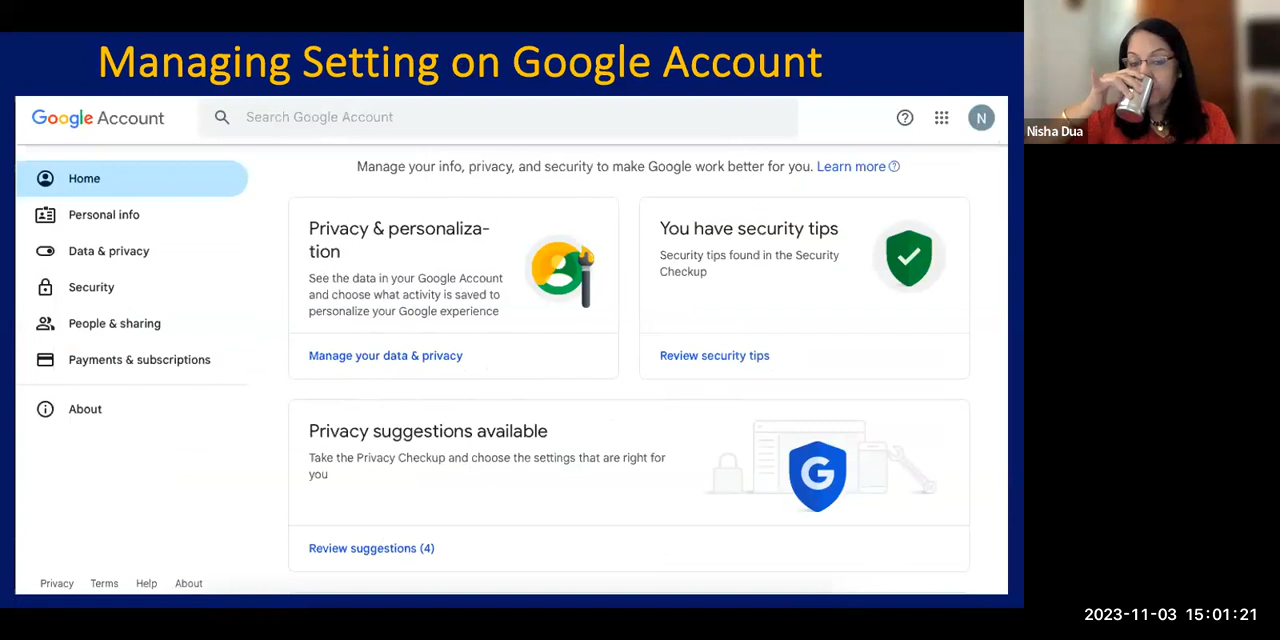 Managing Setting on Google Account
Google Account
Search Google Account
N
Nisha Dua
Manage your info, privacy, and security to make Google work better for you. Learn more
Home
Personal info
Data & privacy
Security
People & sharing
Payments & subscriptions
About
Privacy & personaliza-
tion
See the data in your Google Account
and choose what activity is saved to
personalize your Google experience
Manage your data & privacy
You have security tips
Security tips found in the Security
Checkup
Review security tips
Privacy suggestions available
Take the Privacy Checkup and choose the settings that are right for
you
G
Review suggestions (4)
Privacy Terms Help About
2023-11-03 15:01:21